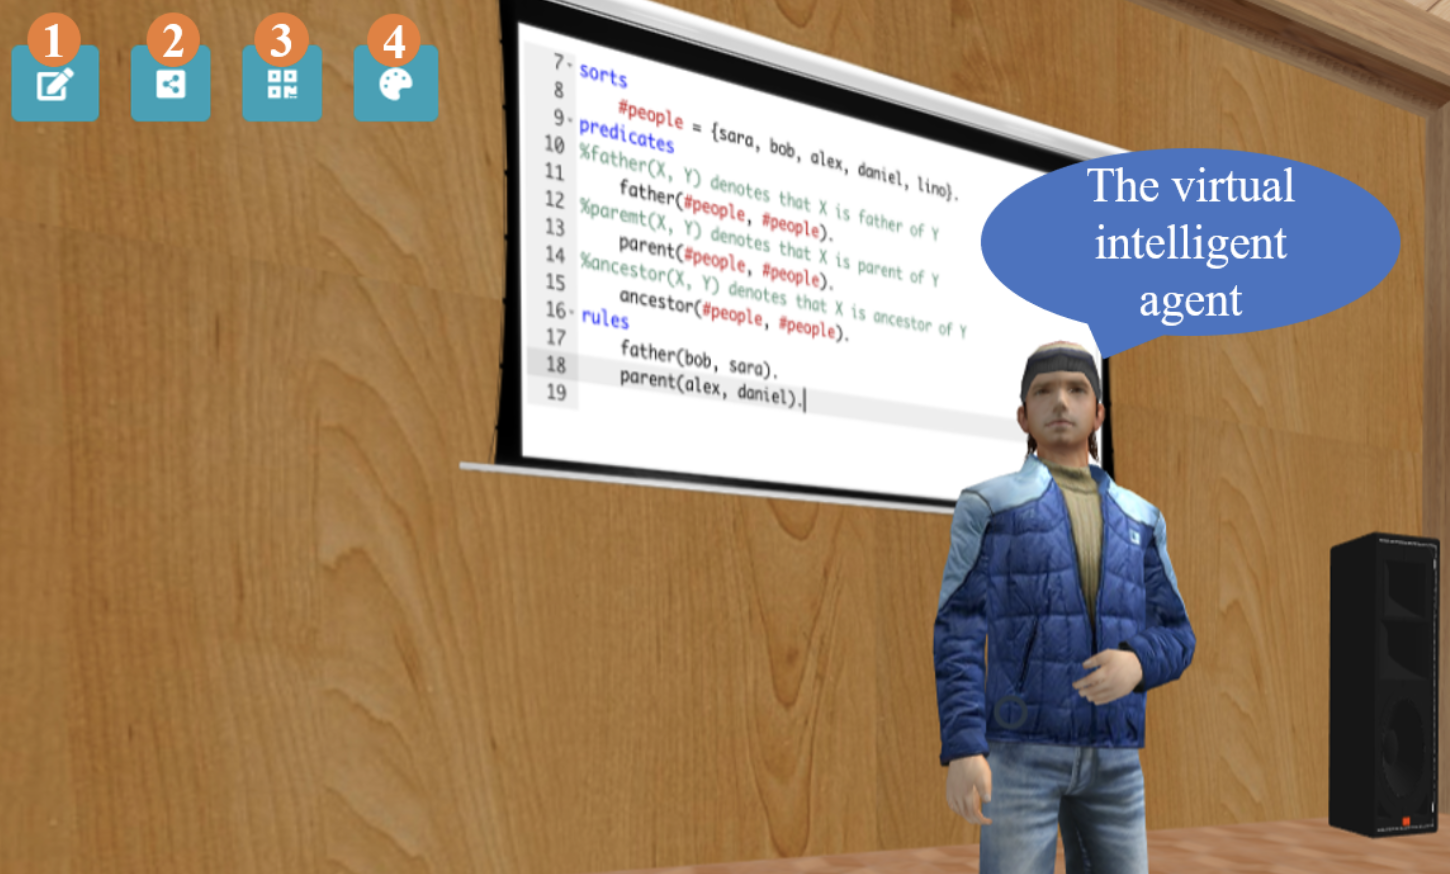 1 2 3 4
7 sorts
8 #people = {sara, bob, alex, daniel, lino}.
9 predicates
10 %father(X, Y) denotes that X is father of Y
11 father(#people, #people).
12 %paremt(X, Y) denotes that X is parent of Y
13 parent(#people, #people).
14 %ancestor(X, Y) denotes that X is ancestor of Y
15 ancestor(#people, #people).
16 rules
17 father(bob, sara).
18 parent(alex, daniel).
19
The virtual
intelligent
agent